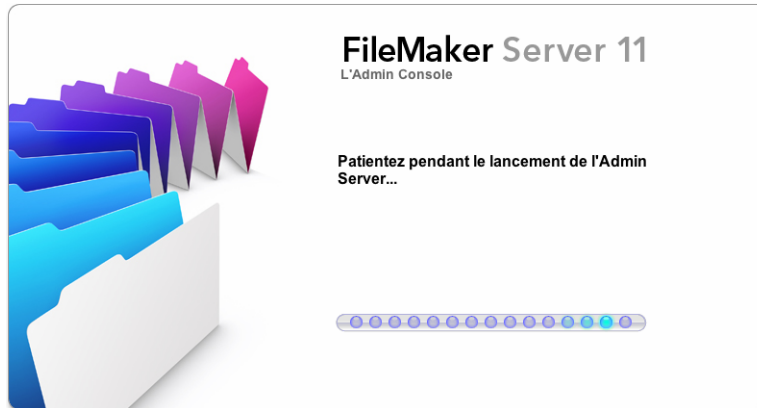 FileMaker Server 11
L'Admin Console
Patientez pendant le lancement de l'Admin
Server...